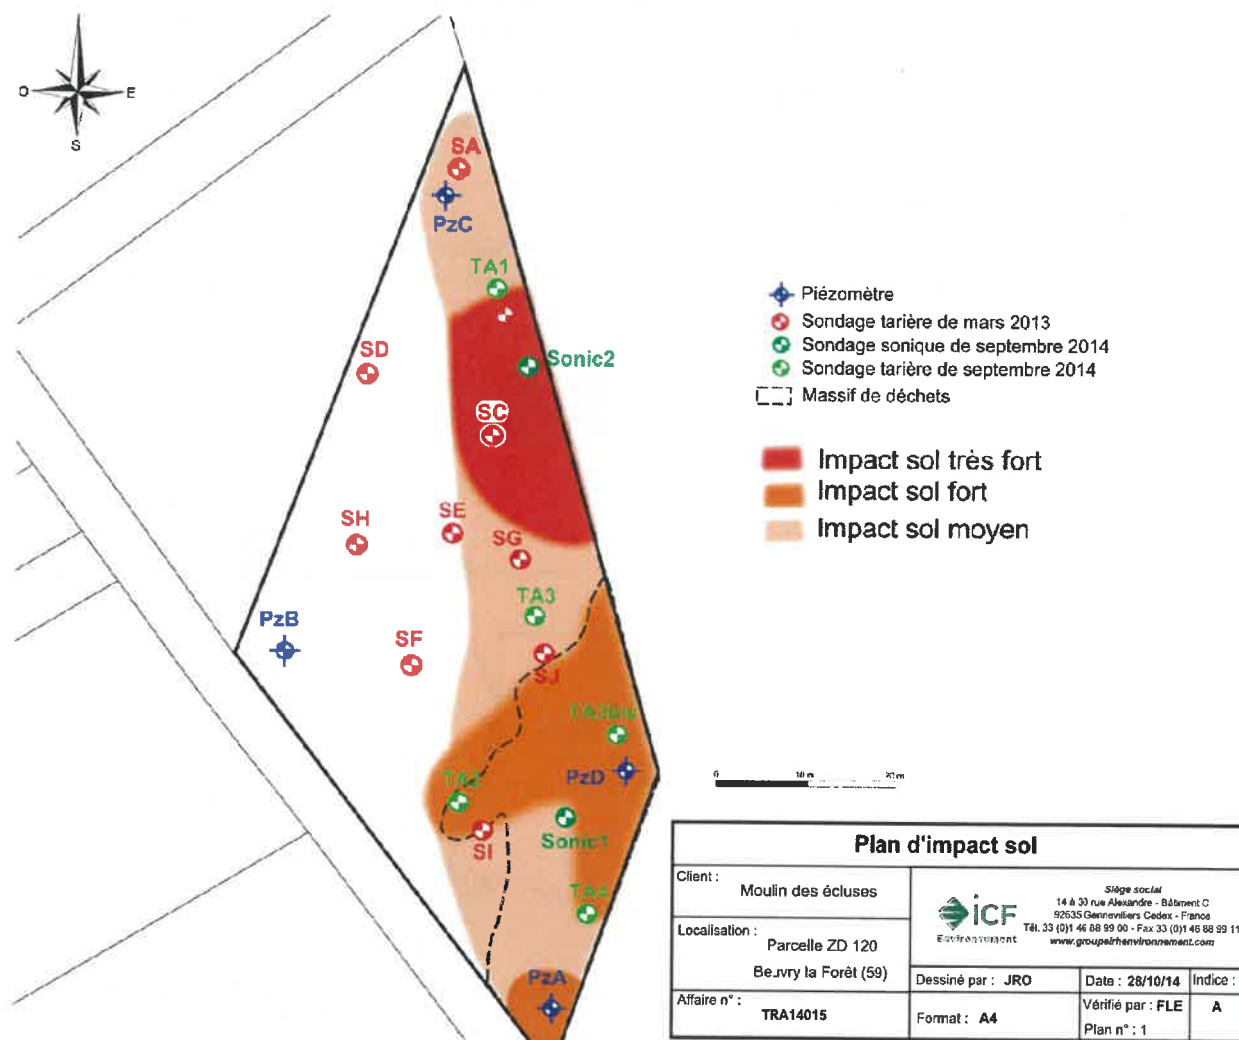 O
E
S
SA
PzC
TA1
SD
Sonic2
SC
SH
SE
SG
TA3
PzB
SF
SJ
TA3bis
PzD
TA2
Sonic1
SI
TA4
PzA
Piézomètre
Sondage tarière de mars 2013
Sondage sonique de septembre 2014
Sondage tarière de septembre 2014
Massif de déchets
Impact sol très fort
Impact sol fort
Impact sol moyen
0 10 m 20 m
Plan d'impact sol
Client :
Moulin des écluses
Localisation :
Parcelle ZD 120
Beuvry la Forêt (59)
Affaire n° :
TRA14015
iCF
Environnement
Siège social
14 à 30 rue Alexandre - Bâtiment C
92635 Gennevilliers Cedex - France
Tél. 33 (0)1 46 88 99 00 - Fax 33 (0)1 46 88 99 11
www.groupeirhenvironnement.com
Dessiné par : JRO
Date : 28/10/14
Indice :
Format : A4
Vérifié par : FLE
A
Plan n° : 1